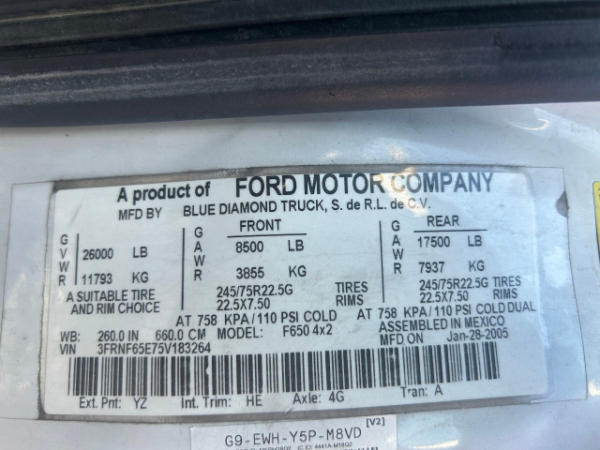 A product of FORD MOTOR COMPANY
MFD BY BLUE DIAMOND TRUCK, S. de R.L. de C.V.
GVWR FRONT GAWR REAR GAWR
26000 LB 8500 LB 17500 LB
11793 KG 3855 KG 7937 KG
A SUITABLE TIRE 245/75R22.5G TIRES 245/75R22.5G TIRES
AND RIM CHOICE 22.5X7.50 RIMS 22.5X7.50 RIMS
AT 758 KPA/110 PSI COLD AT 758 KPA/110 PSI COLD DUAL
WB: 260.0 IN 660.0 CM MODEL: F650 4x2 ASSEMBLED IN MEXICO
VIN 3FRNF65E75V183264 MFD ON Jan-28-2005
Ext. Pnt: YZ Int. Trim: HE Axle: 4G Tran: A
[V2]
G9-EWH-Y5P-M8VD